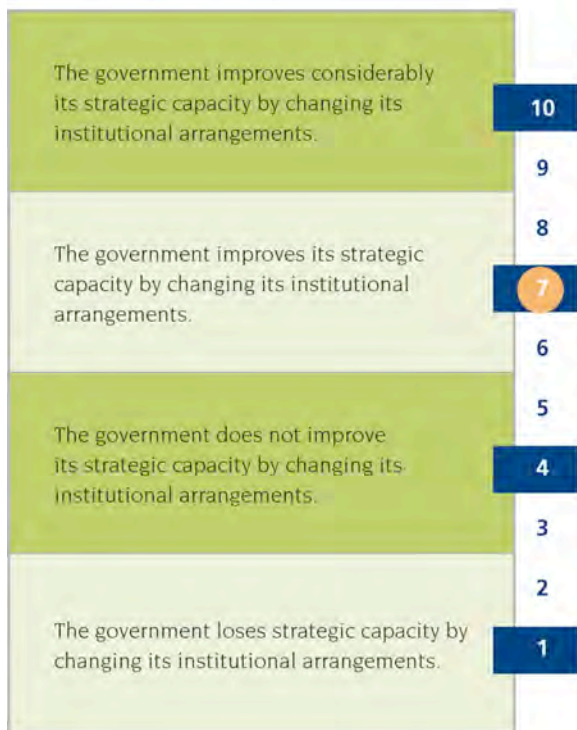 The government improves considerably
its strategic capacity by changing its
institutional arrangements.
10
9
8
The government improves its strategic
capacity by changing its institutional
arrangements.
7
6
5
The government does not improve
its strategic capacity by changing its
institutional arrangements.
4
3
2
The government loses strategic capacity by
changing its institutional arrangements.
1